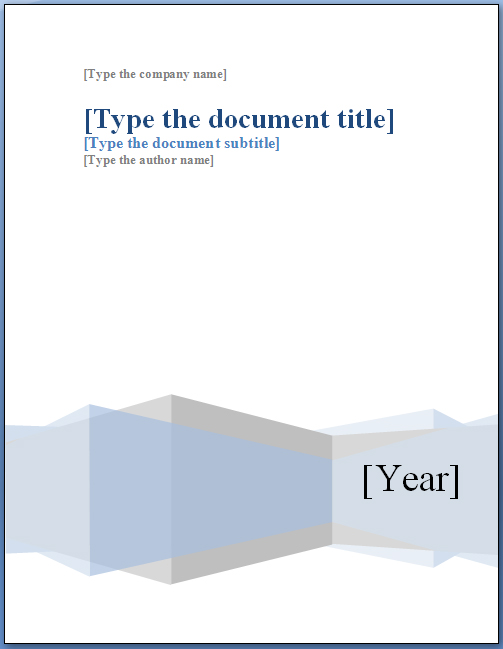 [Type the company name]
[Type the document title]
[Type the document subtitle]
[Type the author name]
[Year]